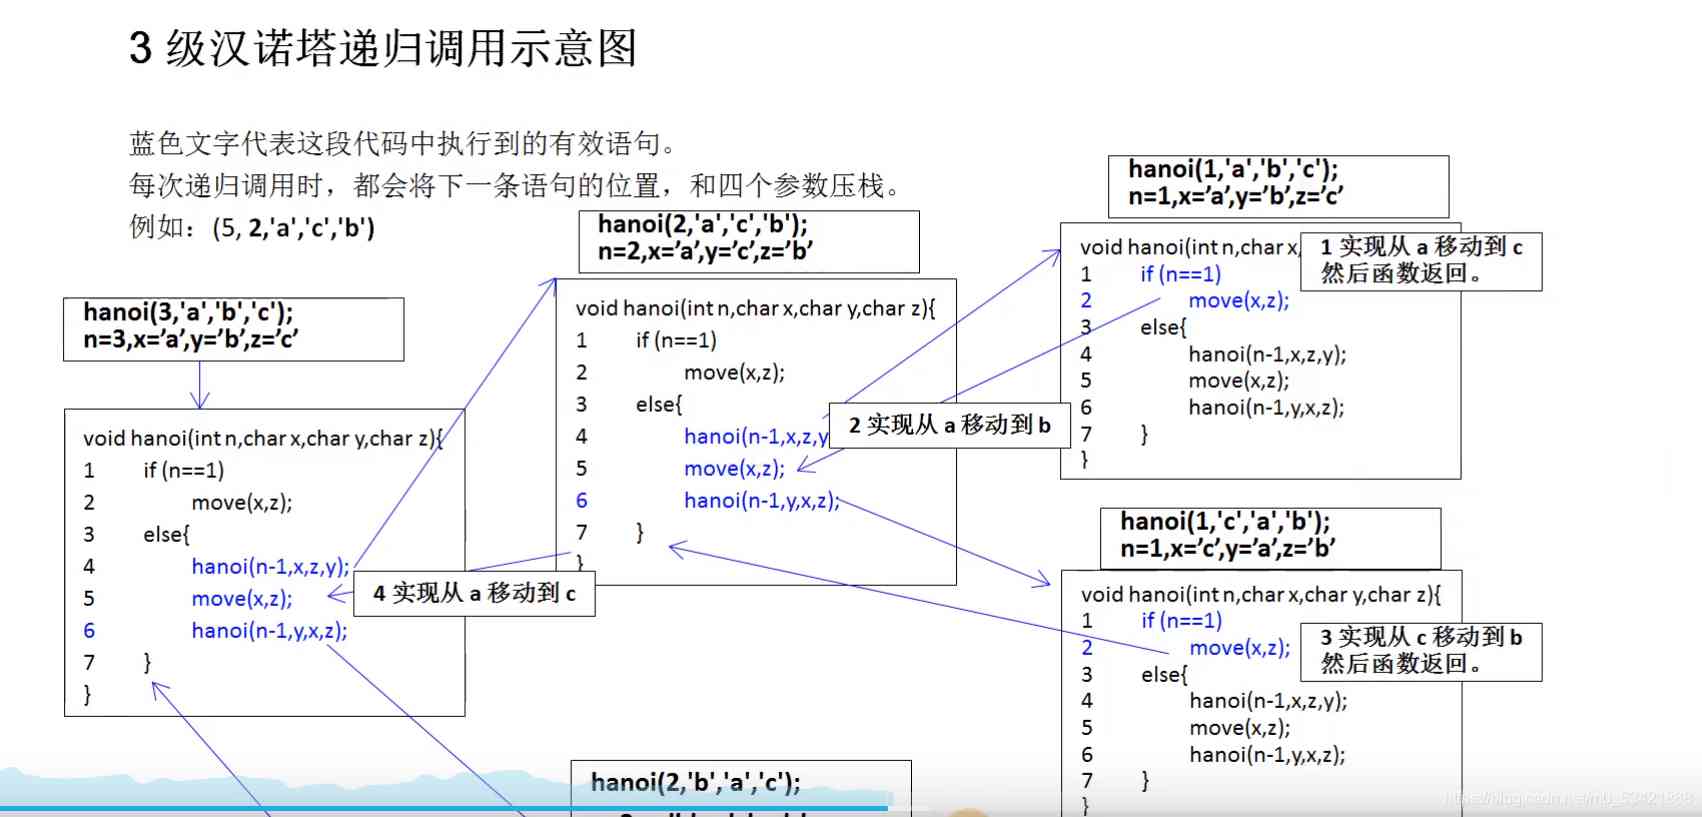 3 级汉诺塔递归调用示意图
蓝色文字代表这段代码中执行到的有效语句。
每次递归调用时，都会将下一条语句的位置，和四个参数压栈。
例如：(5, 2,'a','c','b')
hanoi(3,'a','b','c');
n=3,x=’a’,y=’b’,z=’c’
void hanoi(int n,char x,char y,char z){
1 if (n==1)
2 move(x,z);
3 else{
4 hanoi(n-1,x,z,y);
5 move(x,z);
6 hanoi(n-1,y,x,z);
7 }
}
4 实现从 a 移动到 c
hanoi(2,'a','c','b');
n=2,x=’a’,y=’c’,z=’b’
void hanoi(int n,char x,char y,char z){
1 if (n==1)
2 move(x,z);
3 else{
4 hanoi(n-1,x,z,y
5 move(x,z);
6 hanoi(n-1,y,x,z);
7 }
}
2 实现从 a 移动到 b
hanoi(1,'a','b','c');
n=1,x=’a’,y=’b’,z=’c’
void hanoi(int n,char x,
1 if (n==1)
2 move(x,z);
3 else{
4 hanoi(n-1,x,z,y);
5 move(x,z);
6 hanoi(n-1,y,x,z);
7 }
}
1 实现从 a 移动到 c
然后函数返回。
hanoi(1,'c','a','b');
n=1,x=’c’,y=’a’,z=’b’
void hanoi(int n,char x,char y,char z){
1 if (n==1)
2 move(x,z);
3 else{
4 hanoi(n-1,x,z,y);
5 move(x,z);
6 hanoi(n-1,y,x,z);
7 }
}
3 实现从 c 移动到 b
然后函数返回。
hanoi(2,'b','a','c');